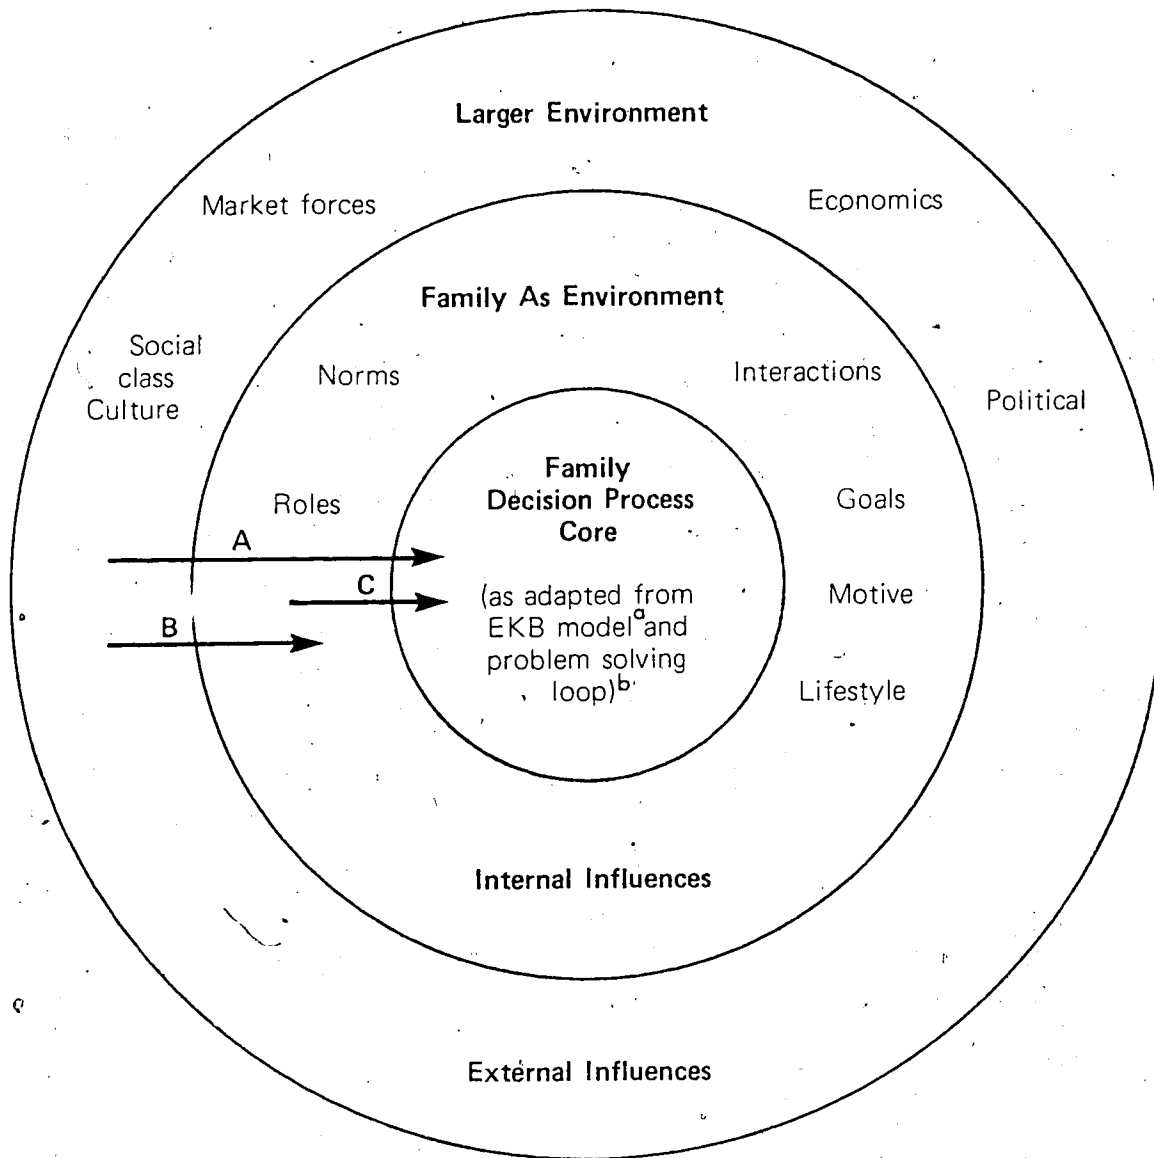 Larger Environment
Market forces
Economics
Family As Environment
Social
class
Culture
Norms
Interactions
Political
Family
Decision Process
Core
Roles
Goals
A
C
(as adapted from
EKB modelᵃ and
problem solving
loop)ᵇ
Motive
B
Lifestyle
Internal Influences
External Influences